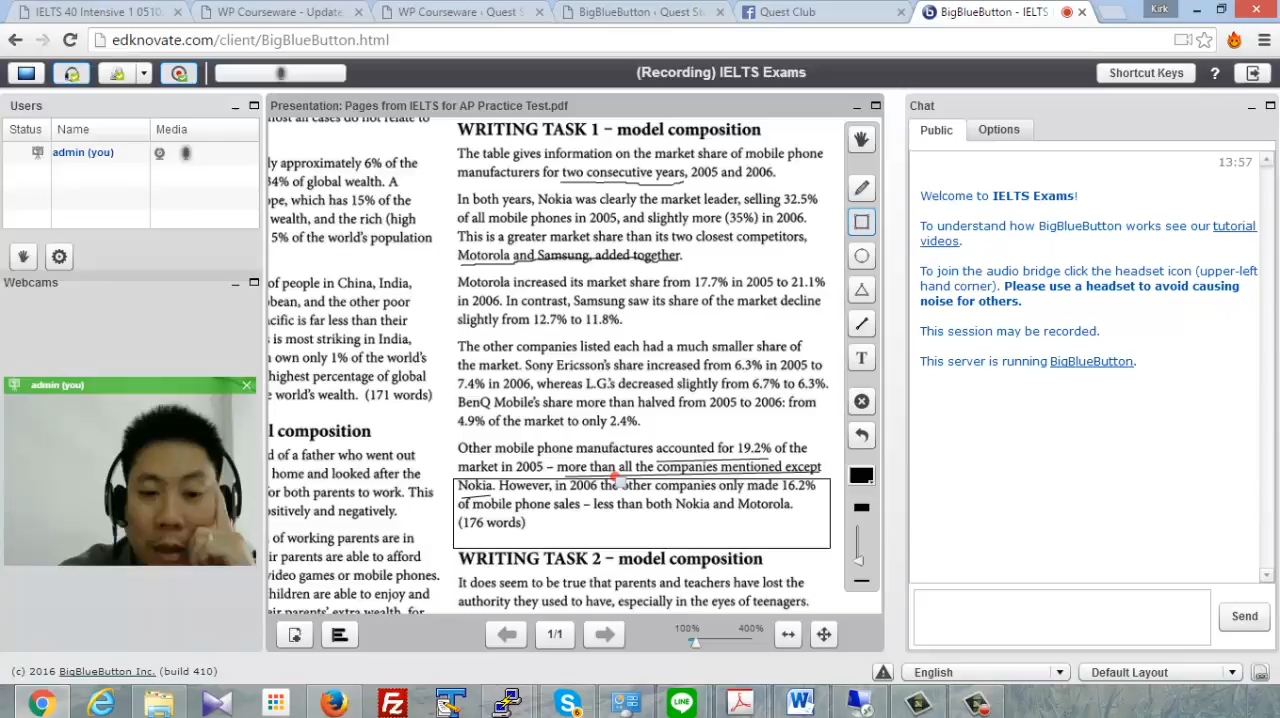 IELTS 40 Intensive 1 0510
WP Courseware - Update
WP Courseware ‹ Quest S
BigBlueButton ‹ Quest St
Quest Club
BigBlueButton - IELTS
Kirk
edknovate.com/client/BigBlueButton.html
(Recording) IELTS Exams
Shortcut Keys
?
Users
Status Name Media
admin (you)
Webcams
admin (you)
Presentation: Pages from IELTS for AP Practice Test.pdf
most all cases do not relate to
ly approximately 6% of the
34% of global wealth. A
ope, which has 15% of the
wealth, and the rich (high
5% of the world's population
of people in China, India,
bean, and the other poor
acific is far less than their
is most striking in India,
own only 1% of the world's
highest percentage of global
e world's wealth. (171 words)
l composition
d of a father who went out
home and looked after the
for both parents to work. This
sitively and negatively.
of working parents are in
ir parents are able to afford
video games or mobile phones.
children are able to enjoy and
eir parents' extra wealth, for
WRITING TASK 1 – model composition
The table gives information on the market share of mobile phone
manufacturers for two consecutive years, 2005 and 2006.
In both years, Nokia was clearly the market leader, selling 32.5%
of all mobile phones in 2005, and slightly more (35%) in 2006.
This is a greater market share than its two closest competitors,
Motorola and Samsung, added together.
Motorola increased its market share from 17.7% in 2005 to 21.1%
in 2006. In contrast, Samsung saw its share of the market decline
slightly from 12.7% to 11.8%.
The other companies listed each had a much smaller share of
the market. Sony Ericsson's share increased from 6.3% in 2005 to
7.4% in 2006, whereas L.G.'s decreased slightly from 6.7% to 6.3%.
BenQ Mobile's share more than halved from 2005 to 2006: from
4.9% of the market to only 2.4%.
Other mobile phone manufactures accounted for 19.2% of the
market in 2005 – more than all the companies mentioned except
Nokia. However, in 2006 the other companies only made 16.2%
of mobile phone sales – less than both Nokia and Motorola.
(176 words)
WRITING TASK 2 – model composition
It does seem to be true that parents and teachers have lost the
authority they used to have, especially in the eyes of teenagers.
T
1/1
100% 400%
Chat
Public Options
13:57
Welcome to IELTS Exams!
To understand how BigBlueButton works see our tutorial
videos.
To join the audio bridge click the headset icon (upper-left
hand corner). Please use a headset to avoid causing
noise for others.
This session may be recorded.
This server is running BigBlueButton.
Send
(c) 2016 BigBlueButton Inc. (build 410)
English
Default Layout